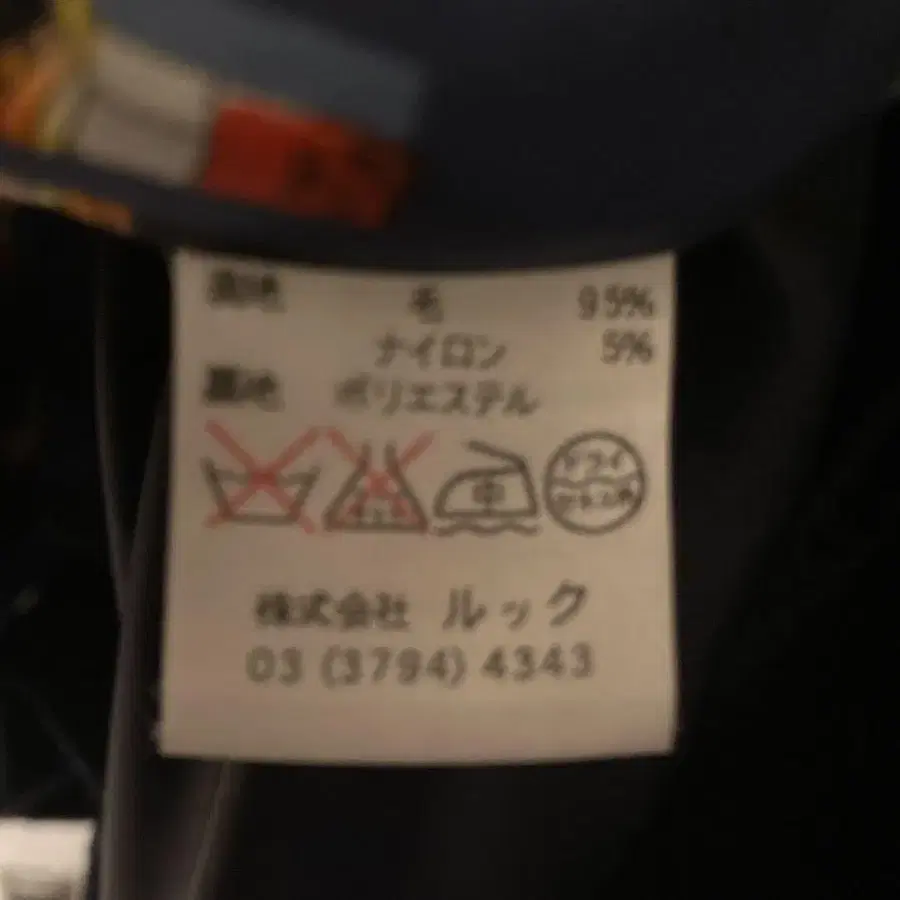 表地 毛 95%
ナイロン 5%
裏地 ポリエステル
中 ドライ
株式会社 ルック
03 (3794) 4343